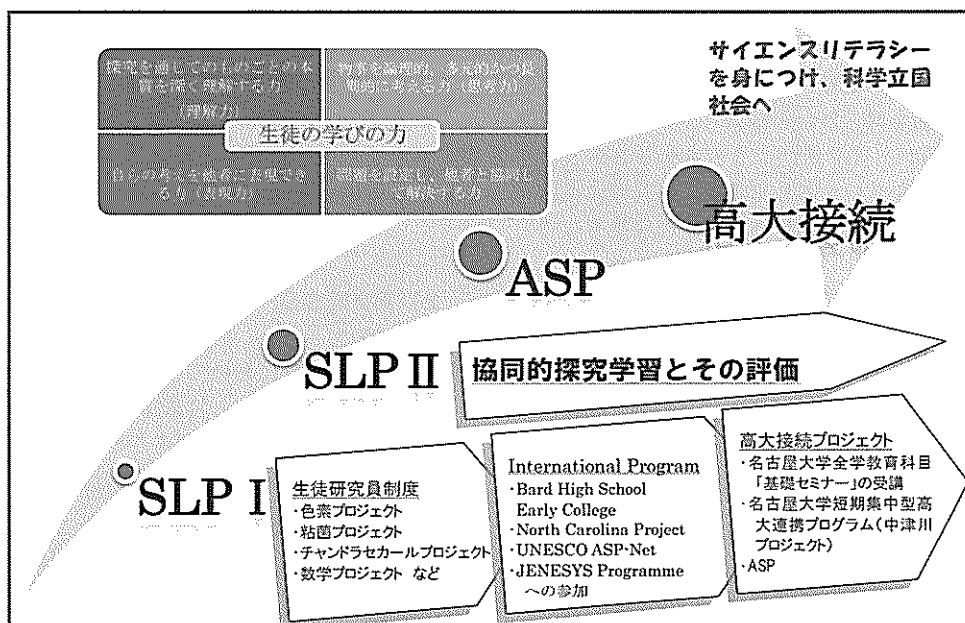 サイエンスリテラシー
を身につけ、科学立国
社会へ
生徒の学びの力
高大接続
ASP
SLP II
SLP I
協同的探究学習とその評価
生徒研究員制度
・色素プロジェクト
・粘菌プロジェクト
・チャンドラセカールプロジェクト
・数学プロジェクト など
International Program
・Bard High School
Early College
・North Carolina Project
・UNESCO ASP-Net
・JENESYS Programme
への参加
高大接続プロジェクト
・名古屋大学全学教育科目
「基礎セミナー」の受講
・名古屋大学短期集中型高
大連携プログラム(中津川
プロジェクト)
・ASP